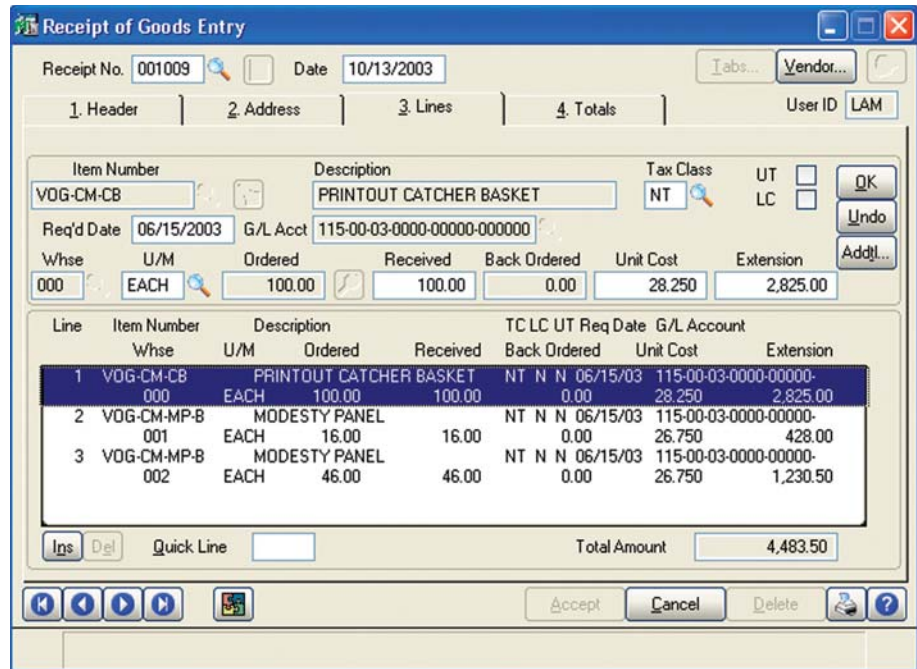 Receipt of Goods Entry
Receipt No. 001009 Date 10/13/2003 Tabs... Vendor...
1. Header 2. Address 3. Lines 4. Totals User ID LAM
Item Number Description Tax Class UT OK
VOG-CM-CB PRINTOUT CATCHER BASKET NT LC
Req'd Date 06/15/2003 G/L Acct 115-00-03-0000-00000-000000 Undo
Whse U/M Ordered Received Back Ordered Unit Cost Extension Addtl...
000 EACH 100.00 100.00 0.00 28.250 2,825.00
Line Item Number Description TC LC UT Req Date G/L Account
Whse U/M Ordered Received Back Ordered Unit Cost Extension
1 VOG-CM-CB PRINTOUT CATCHER BASKET NT N N 06/15/03 115-00-03-0000-00000-
000 EACH 100.00 100.00 0.00 28.250 2,825.00
2 VOG-CM-MP-B MODESTY PANEL NT N N 06/15/03 115-00-03-0000-00000-
001 EACH 16.00 16.00 0.00 26.750 428.00
3 VOG-CM-MP-B MODESTY PANEL NT N N 06/15/03 115-00-03-0000-00000-
002 EACH 46.00 46.00 0.00 26.750 1,230.50
Ins Del Quick Line Total Amount 4,483.50
Accept Cancel Delete ?